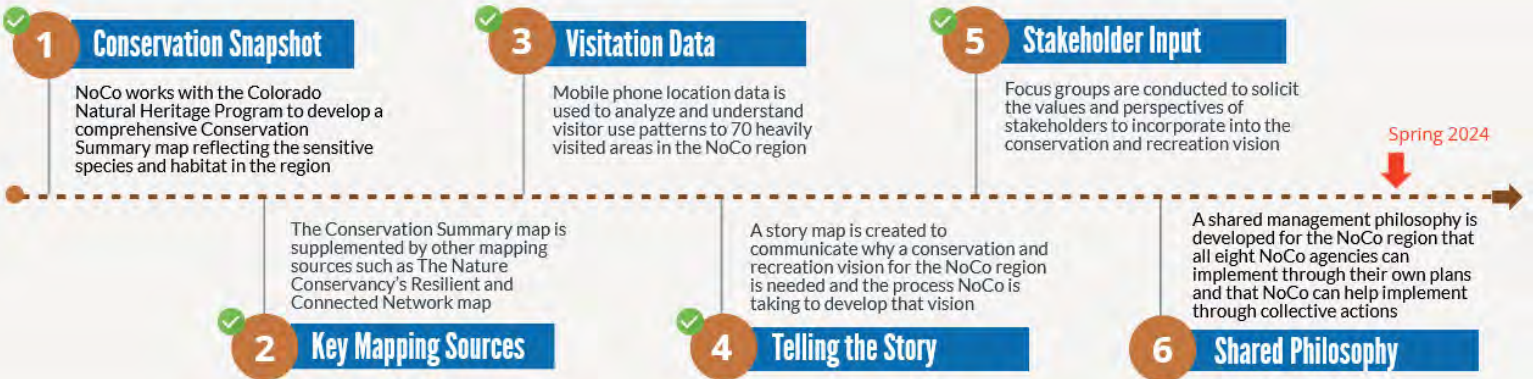 1
Conservation Snapshot
NoCo works with the Colorado
Natural Heritage Program to develop a
comprehensive Conservation
Summary map reflecting the sensitive
species and habitat in the region
The Conservation Summary map is
supplemented by other mapping
sources such as The Nature
Conservancy's Resilient and
Connected Network map
2
Key Mapping Sources
3
Visitation Data
Mobile phone location data is
used to analyze and understand
visitor use patterns to 70 heavily
visited areas in the NoCo region
A story map is created to
communicate why a conservation and
recreation vision for the NoCo region
is needed and the process NoCo is
taking to develop that vision
4
Telling the Story
5
Stakeholder Input
Focus groups are conducted to solicit
the values and perspectives of
stakeholders to incorporate into the
conservation and recreation vision
Spring 2024
A shared management philosophy is
developed for the NoCo region that
all eight NoCo agencies can
implement through their own plans
and that NoCo can help implement
through collective actions
6
Shared Philosophy